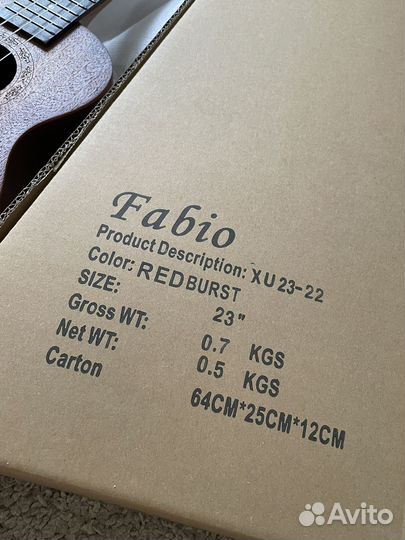 Fabio
Product Description: XU 23-22
Color: REDBURST
SIZE: 23"
Gross WT: 0.7 KGS
Net WT: 0.5 KGS
Carton 64CM*25CM*12CM
Avito